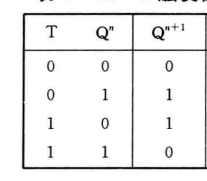 T Qⁿ Qⁿ⁺¹
0 0 0
0 1 1
1 0 1
1 1 0